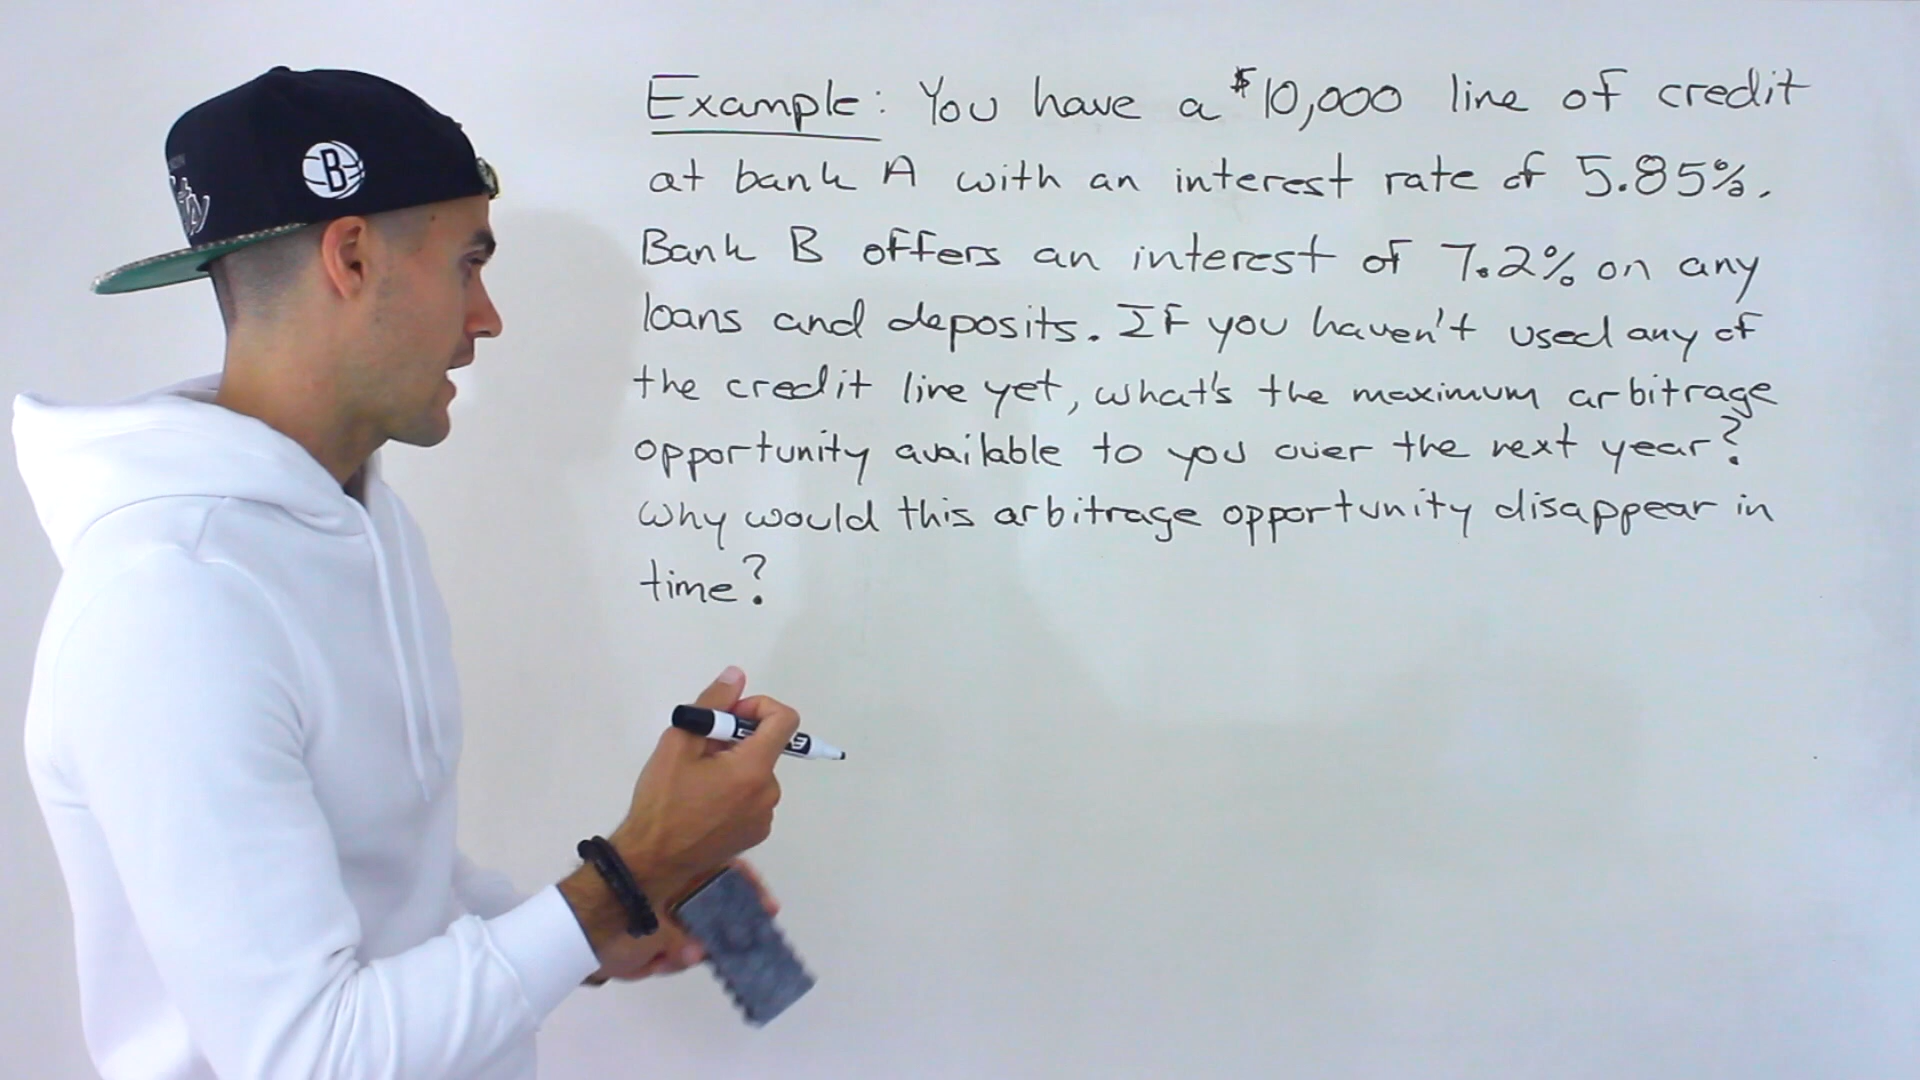 Example: You have a $10,000 line of credit
at bank A with an interest rate of 5.85%.
Bank B offers an interest of 7.2% on any
loans and deposits. If you haven't used any of
the credit line yet, what's the maximum arbitrage
opportunity available to you over the next year?
Why would this arbitrage opportunity disappear in
time?
B